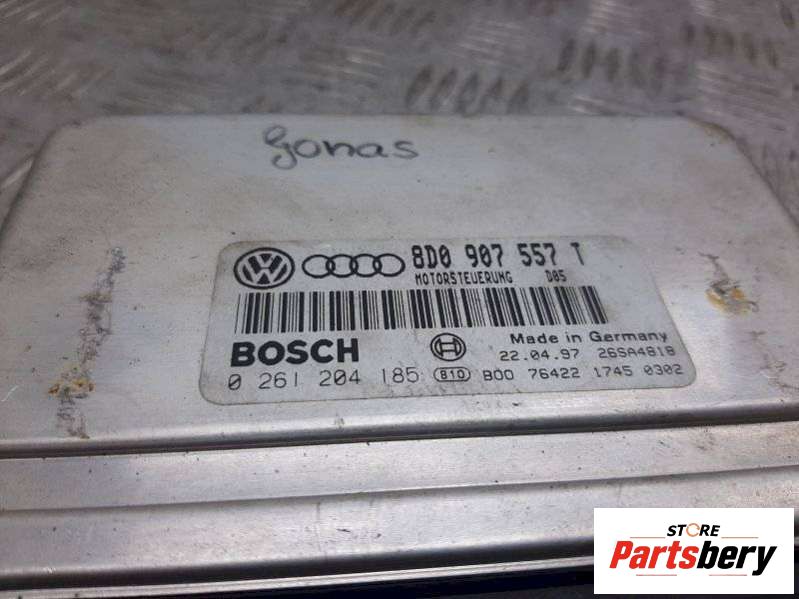 Jonas
8D0 907 557 T
MOTORSTEUERUNG D05
Made in Germany
BOSCH
22.04.97 26SA4818
0 261 204 185 810 B00 76422 1745 0302
STORE
Partsbery